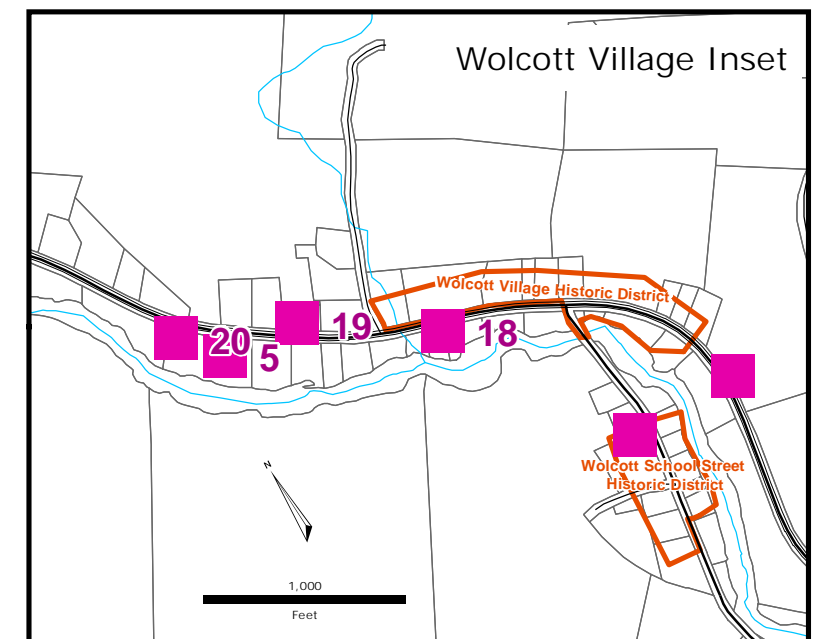 Wolcott Village Inset
Wolcott Village Historic District
20
5
19
18
Wolcott School Street
Historic District
N
1,000
Feet